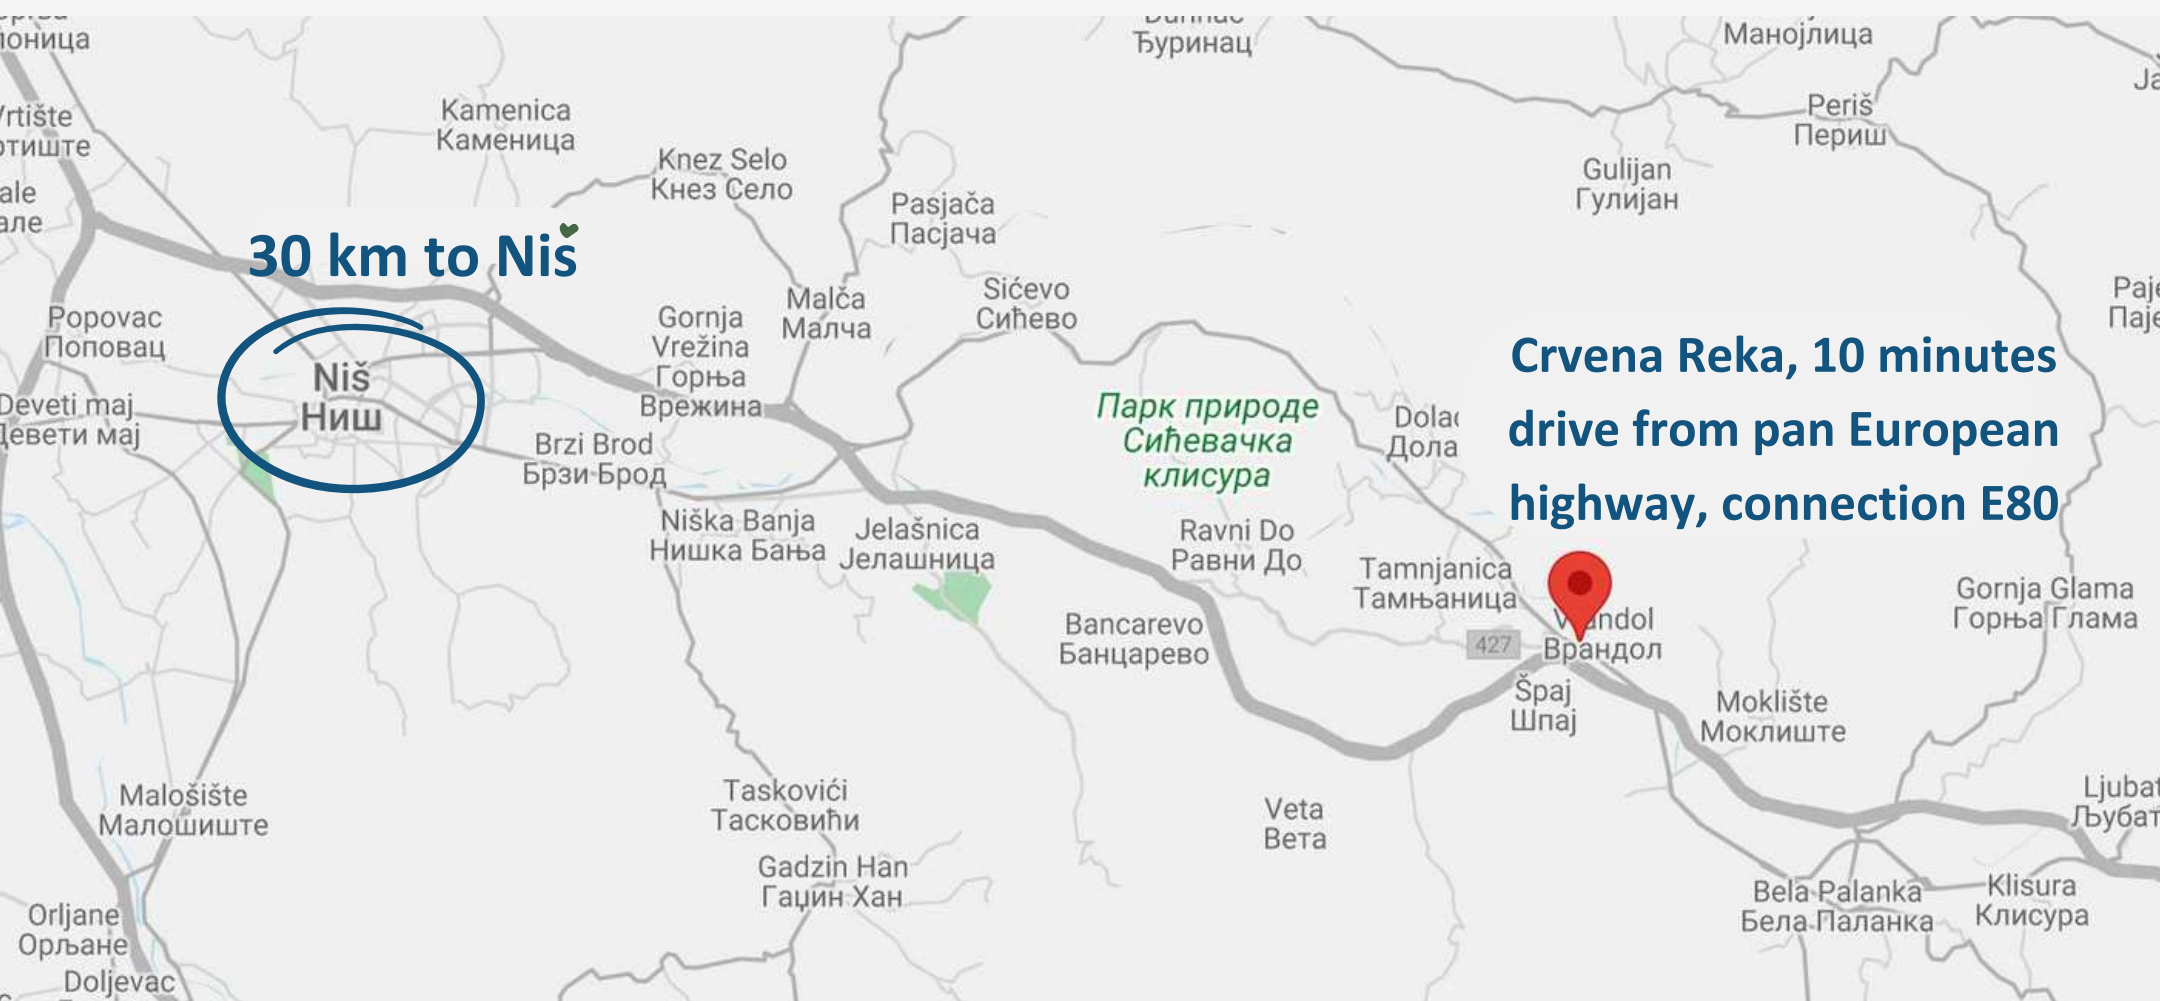 Ђуринац
Манојлица
Kamenica
Каменица
Periš
Периш
Knez Selo
Кнез Село
Gulijan
Гулијан
Pasjača
Пасјача
30 km to Niš
Sićevo
Сићево
Malča
Малча
Popovac
Поповац
Gornja
Vrežina
Горња
Врежина
Niš
Ниш
Crvena Reka, 10 minutes
drive from pan European
highway, connection E80
Парк природе
Сићевачка
клисура
Deveti maj
Девети мај
Brzi Brod
Брзи Брод
Niška Banja
Нишка Бања
Jelašnica
Јелашница
Ravni Do
Равни До
Tamnjanica
Тамњаница
Gornja Glama
Горња Глама
Bancarevo
Банцарево
427
Врандол
Špaj
Шпај
Moklište
Моклиште
Malošište
Малошиште
Taskovići
Тасковићи
Veta
Вета
Gadzin Han
Гаџин Хан
Bela Palanka
Бела Паланка
Klisura
Клисура
Orljane
Орљане
Doljevac